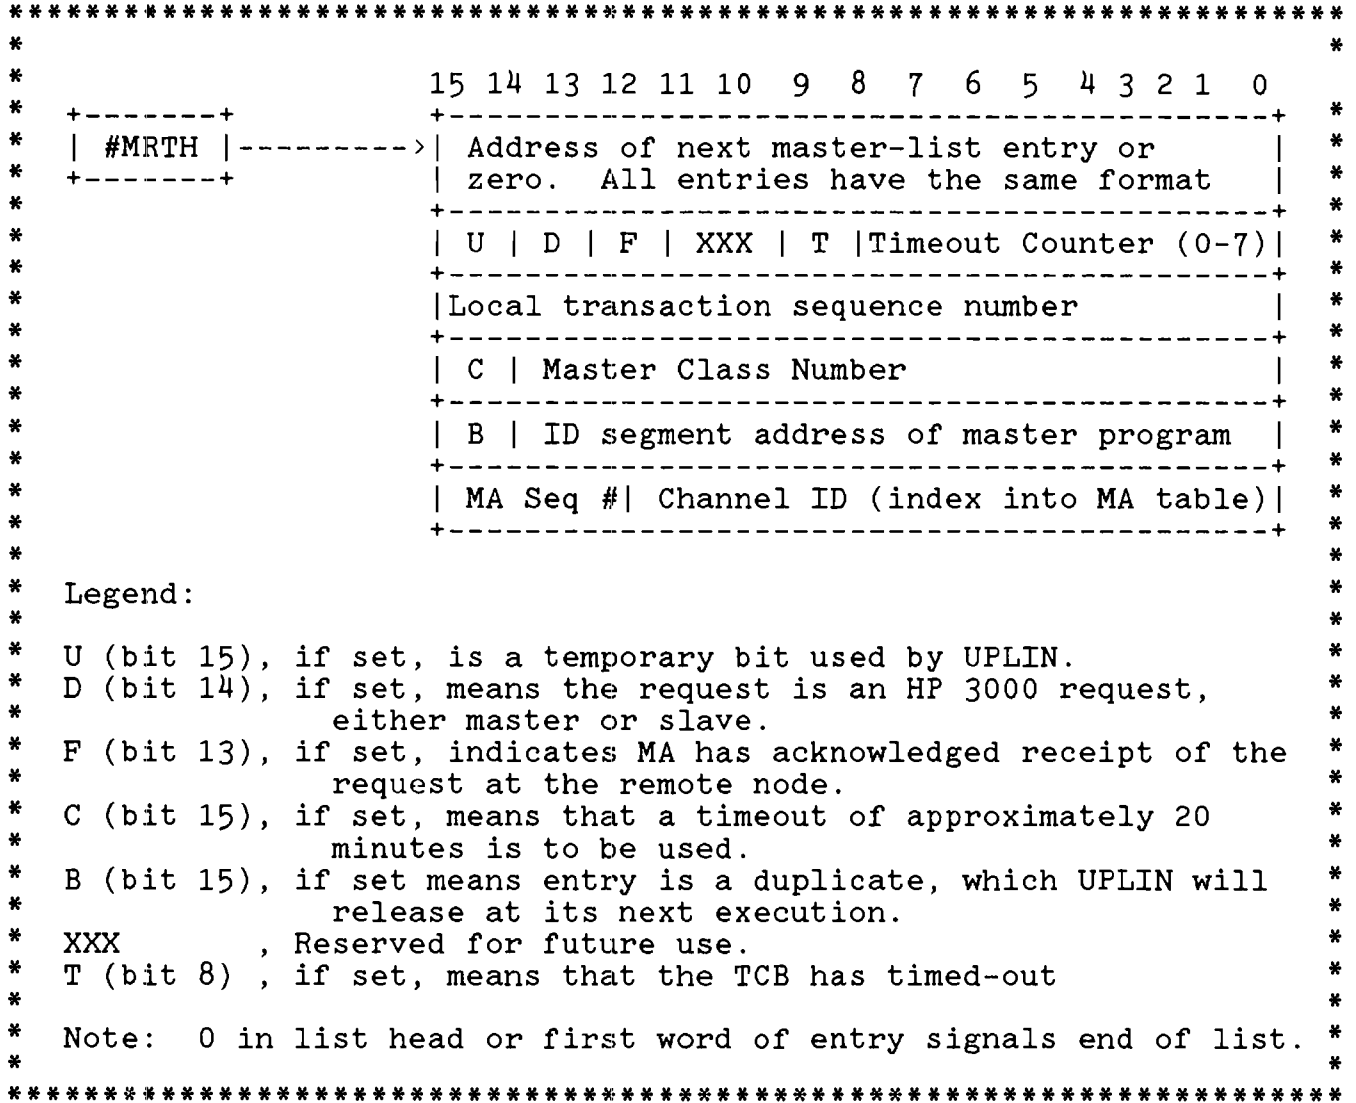 ***********************************************************************
* *
* 15 14 13 12 11 10 9 8 7 6 5 4 3 2 1 0
* +-------+ +-------------------------------------------+ *
* | #MRTH |--------->| Address of next master-list entry or | *
* +-------+ | zero. All entries have the same format | *
* +-------------------------------------------+ *
* | U | D | F | XXX | T |Timeout Counter (0-7)| *
* +-------------------------------------------+ *
* |Local transaction sequence number | *
* +-------------------------------------------+ *
* | C | Master Class Number | *
* +-------------------------------------------+ *
* | B | ID segment address of master program | *
* +-------------------------------------------+ *
* | MA Seq #| Channel ID (index into MA table)| *
* +-------------------------------------------+ *
* *
* Legend: *
* *
* U (bit 15), if set, is a temporary bit used by UPLIN. *
* D (bit 14), if set, means the request is an HP 3000 request, *
* either master or slave. *
* F (bit 13), if set, indicates MA has acknowledged receipt of the *
* request at the remote node. *
* C (bit 15), if set, means that a timeout of approximately 20 *
* minutes is to be used. *
* B (bit 15), if set means entry is a duplicate, which UPLIN will *
* release at its next execution. *
* XXX , Reserved for future use. *
* T (bit 8) , if set, means that the TCB has timed-out *
* *
* Note: 0 in list head or first word of entry signals end of list. *
* *
***********************************************************************